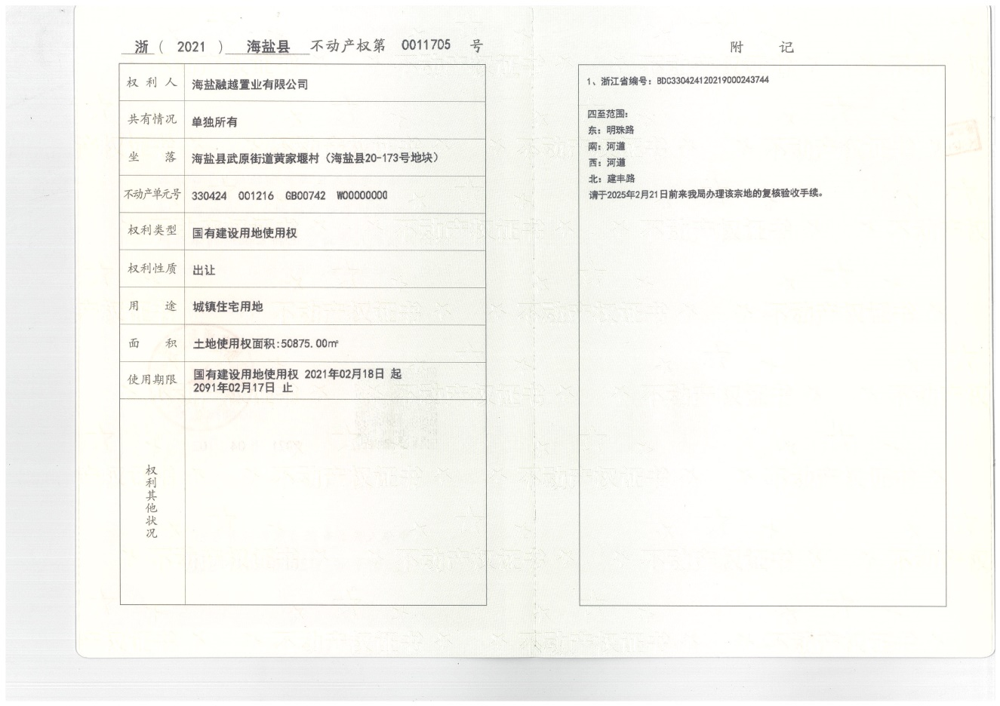 浙 ( 2021 ) 海盐县 不动产权第 0011705 号
权利人 海盐融越置业有限公司
共有情况 单独所有
坐落 海盐县武原街道黄家堰村（海盐县20-173号地块）
不动产单元号 330424 001216 GB00742 W00000000
权利类型 国有建设用地使用权
权利性质 出让
用途 城镇住宅用地
面积 土地使用权面积:50875.00㎡
使用期限 国有建设用地使用权 2021年02月18日 起
2091年02月17日 止
权利其他状况
附记
1、浙江省编号：BDC330424120219000243744
四至范围：
东：明珠路
南：河道
西：河道
北：建丰路
请于2025年2月21日前来我局办理该宗地的复核验收手续。